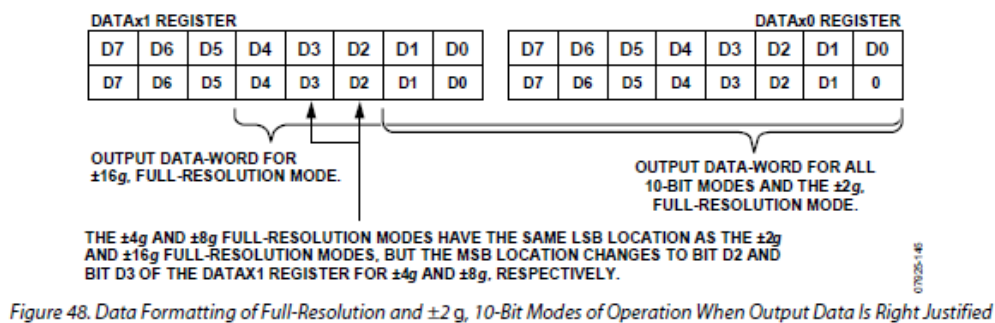 DATAx1 REGISTER
DATAx0 REGISTER
D7 D6 D5 D4 D3 D2 D1 D0 D7 D6 D5 D4 D3 D2 D1 D0
D7 D6 D5 D4 D3 D2 D1 D0 D7 D6 D5 D4 D3 D2 D1 0
OUTPUT DATA-WORD FOR
±16g, FULL-RESOLUTION MODE.
OUTPUT DATA-WORD FOR ALL
10-BIT MODES AND THE ±2g,
FULL-RESOLUTION MODE.
THE ±4g AND ±8g FULL-RESOLUTION MODES HAVE THE SAME LSB LOCATION AS THE ±2g
AND ±16g FULL-RESOLUTION MODES, BUT THE MSB LOCATION CHANGES TO BIT D2 AND
BIT D3 OF THE DATAX1 REGISTER FOR ±4g AND ±8g, RESPECTIVELY.
07925-145
Figure 48. Data Formatting of Full-Resolution and ±2 g, 10-Bit Modes of Operation When Output Data Is Right Justified